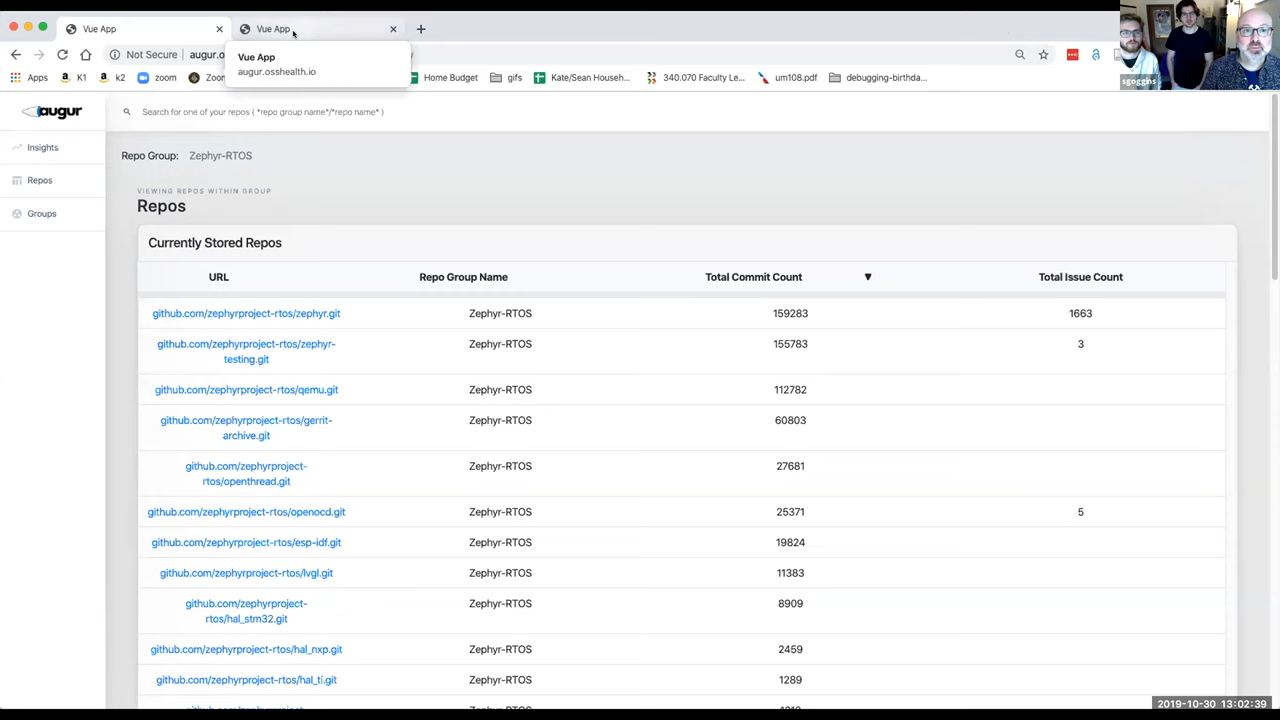 Vue App
Vue App
Not Secure
augur.o
Vue App
augur.osshealth.io
Apps
K1
k2
zoom
Zoo
Home Budget
gifs
Kate/Sean Househ...
340.070 Faculty Le...
um108.pdf
debugging-birthda...
sgoggins
augur
Search for one of your repos ( *repo group name*/*repo name* )
Insights
Repos
Groups
Repo Group: Zephyr-RTOS
VIEWING REPOS WITHIN GROUP
Repos
Currently Stored Repos
URL Repo Group Name Total Commit Count ▼ Total Issue Count
github.com/zephyrproject-rtos/zephyr.git Zephyr-RTOS 159283 1663
github.com/zephyrproject-rtos/zephyr- Zephyr-RTOS 155783 3
testing.git
github.com/zephyrproject-rtos/qemu.git Zephyr-RTOS 112782
github.com/zephyrproject-rtos/gerrit- Zephyr-RTOS 60803
archive.git
github.com/zephyrproject- Zephyr-RTOS 27681
rtos/openthread.git
github.com/zephyrproject-rtos/openocd.git Zephyr-RTOS 25371 5
github.com/zephyrproject-rtos/esp-idf.git Zephyr-RTOS 19824
github.com/zephyrproject-rtos/lvgl.git Zephyr-RTOS 11383
github.com/zephyrproject- Zephyr-RTOS 8909
rtos/hal_stm32.git
github.com/zephyrproject-rtos/hal_nxp.git Zephyr-RTOS 2459
github.com/zephyrproject-rtos/hal_ti.git Zephyr-RTOS 1289
2019-10-30 13:02:39